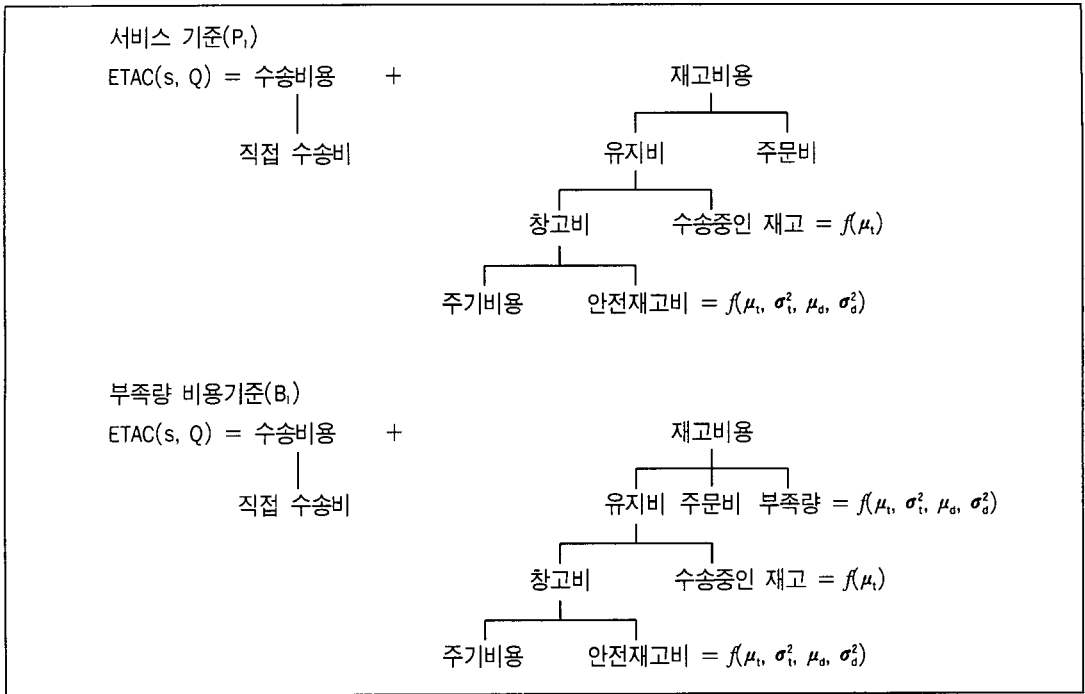 서비스 기준(P₁)
ETAC(s, Q) = 수송비용 + 재고비용
직접 수송비 유지비 주문비
창고비 수송중인 재고 = f(μₜ)
주기비용 안전재고비 = f(μₜ, σₜ², μ_d, σ_d²)
부족량 비용기준(B₁)
ETAC(s, Q) = 수송비용 + 재고비용
직접 수송비 유지비 주문비 부족량 = f(μₜ, σₜ², μ_d, σ_d²)
창고비 수송중인 재고 = f(μₜ)
주기비용 안전재고비 = f(μₜ, σₜ², μ_d, σ_d²)